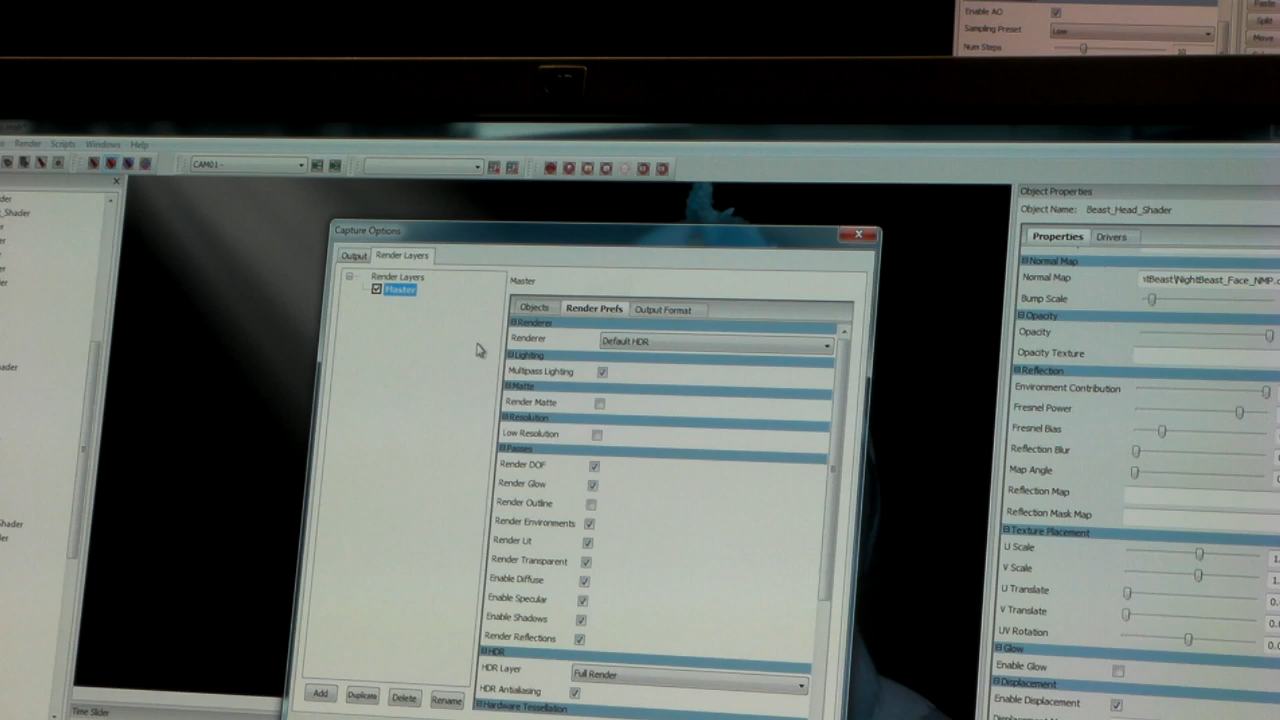 Enable AO
Sampling Preset
Low
Num Steps
10
Render Scripts Windows Help
CAM01
Shader
Capture Options
Output Render Layers
Render Layers
Master
Master
Objects Render Prefs Output Format
Renderer
Renderer Default HDR
Lighting
Multipass Lighting
Matte
Render Matte
Resolution
Low Resolution
Passes
Render DOF
Render Glow
Render Outline
Render Environments
Render Lit
Render Transparent
Enable Diffuse
Enable Specular
Enable Shadows
Render Reflections
HDR
HDR Layer Full Render
HDR Antialiasing
Hardware Tessellation
Add Duplicate Delete Rename
Time Slider
Object Properties
Object Name: Beast_Head_Shader
Properties Drivers
Normal Map
Normal Map ntBeast\NightBeast_Face_NMP.
Bump Scale
Opacity
Opacity
Opacity Texture
Reflection
Environment Contribution
Fresnel Power
Fresnel Bias
Reflection Blur
Map Angle
Reflection Map
Reflection Mask Map
Texture Placement
U Scale
V Scale
U Translate
V Translate
UV Rotation
Glow
Enable Glow
Displacement
Enable Displacement